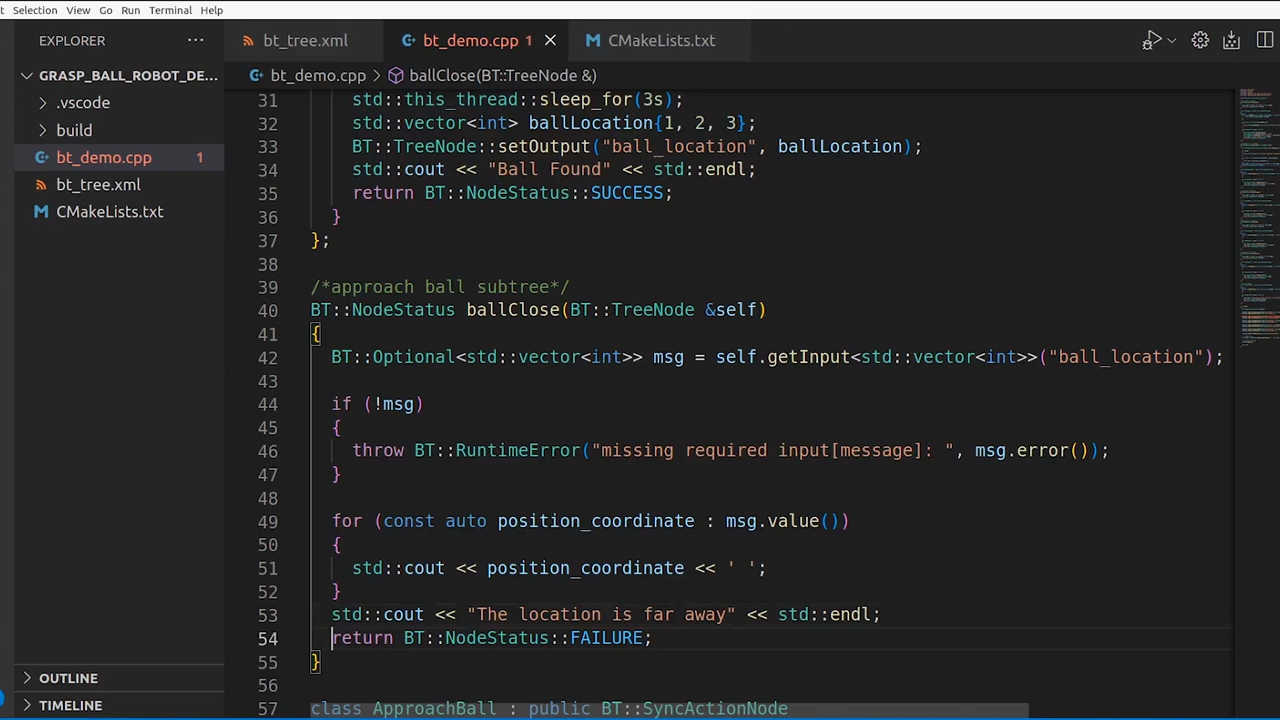 Selection View Go Run Terminal Help
EXPLORER
bt_tree.xml
bt_demo.cpp 1
CMakeLists.txt
GRASP_BALL_ROBOT_DE...
.vscode
build
bt_demo.cpp 1
bt_tree.xml
CMakeLists.txt
OUTLINE
TIMELINE
bt_demo.cpp > ballClose(BT::TreeNode &)
31 std::this_thread::sleep_for(3s);
32 std::vector<int> ballLocation{1, 2, 3};
33 BT::TreeNode::setOutput("ball_location", ballLocation);
34 std::cout << "Ball Found" << std::endl;
35 return BT::NodeStatus::SUCCESS;
36 }
37 };
38
39 /*approach ball subtree*/
40 BT::NodeStatus ballClose(BT::TreeNode &self)
41 {
42 BT::Optional<std::vector<int>> msg = self.getInput<std::vector<int>>("ball_location");
43
44 if (!msg)
45 {
46 throw BT::RuntimeError("missing required input[message]: ", msg.error());
47 }
48
49 for (const auto position_coordinate : msg.value())
50 {
51 std::cout << position_coordinate << ' ';
52 }
53 std::cout << "The location is far away" << std::endl;
54 return BT::NodeStatus::FAILURE;
55 }
56
57 class ApproachBall : public BT::SyncActionNode